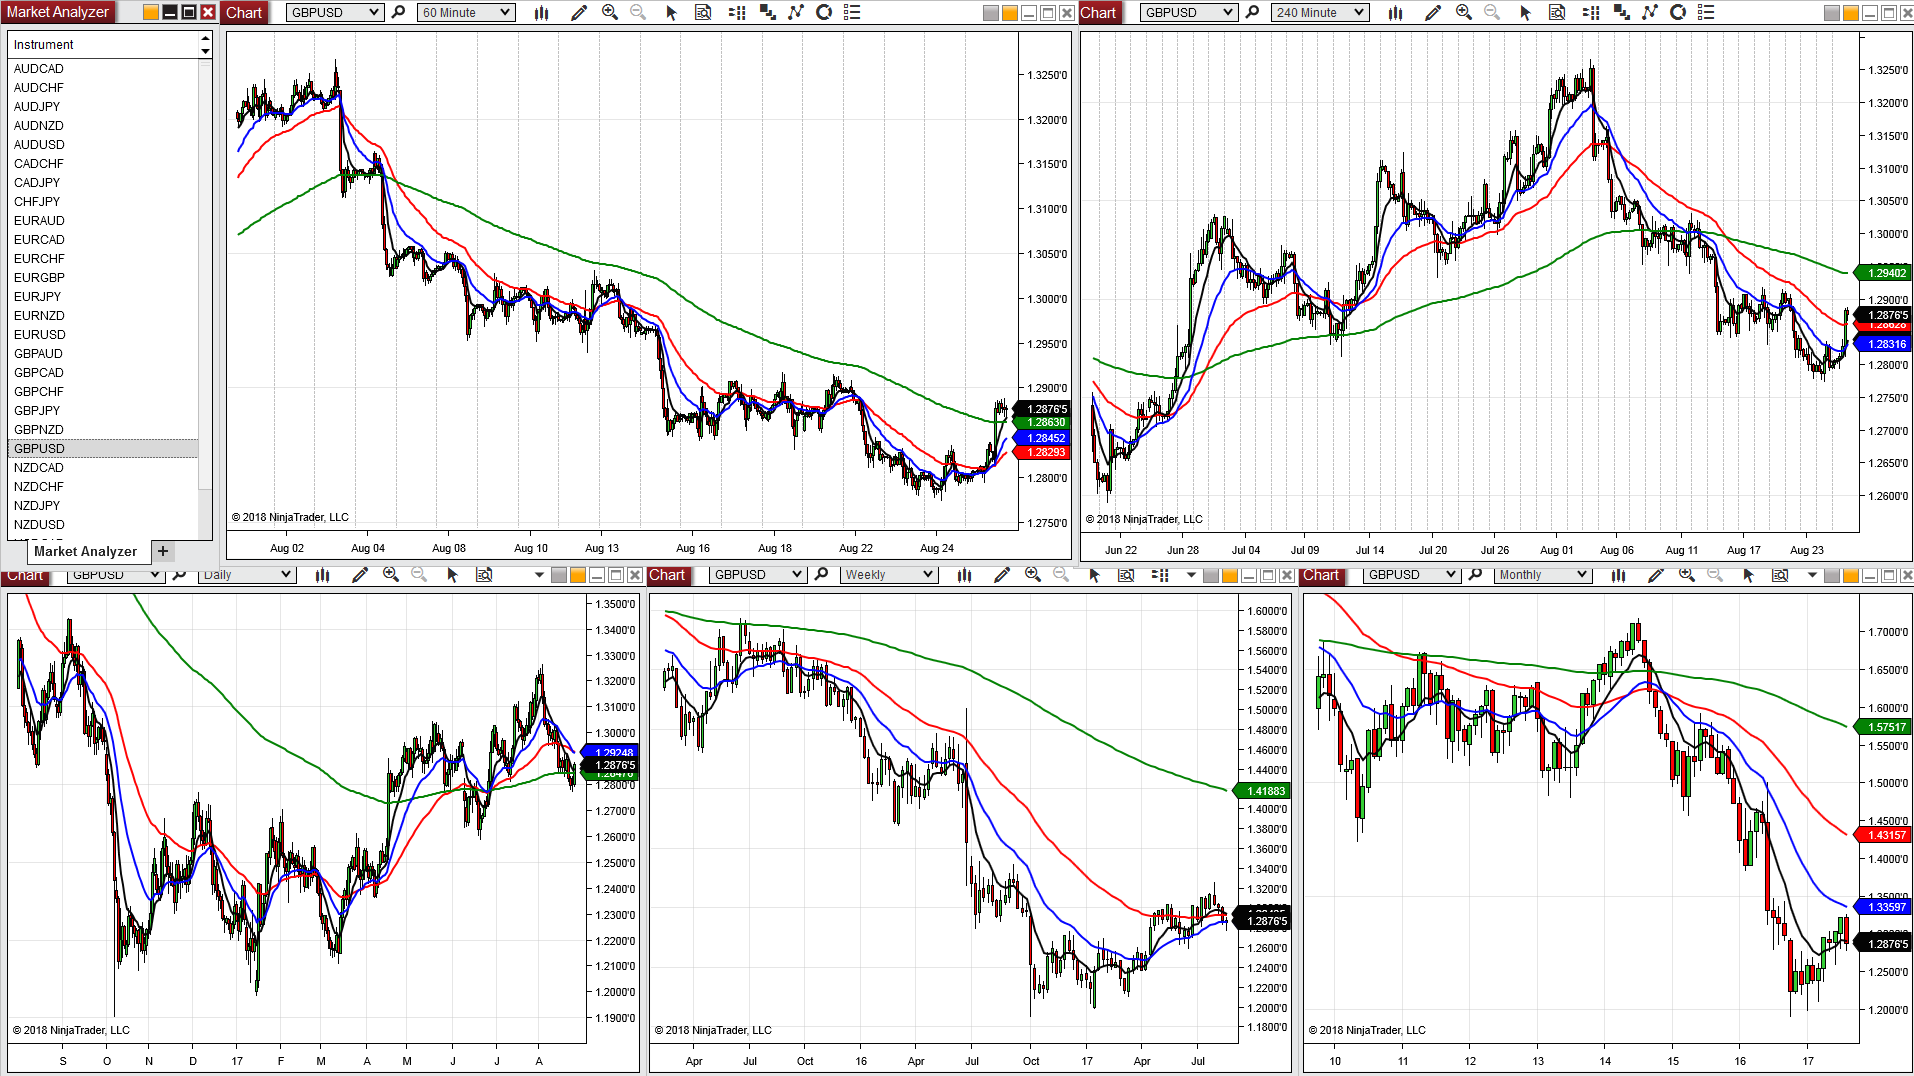 Market Analyzer
Instrument
AUDCAD
AUDCHF
AUDJPY
AUDNZD
AUDUSD
CADCHF
CADJPY
CHFJPY
EURAUD
EURCAD
EURCHF
EURGBP
EURJPY
EURNZD
EURUSD
GBPAUD
GBPCAD
GBPCHF
GBPJPY
GBPNZD
GBPUSD
NZDCAD
NZDCHF
NZDJPY
NZDUSD
Market Analyzer +
Chart GBPUSD 60 Minute
1.3250'0
1.3200'0
1.3150'0
1.3100'0
1.3050'0
1.3000'0
1.2950'0
1.2900'0
1.2876'5
1.28630
1.28452
1.28293
1.2800'0
1.2750'0
© 2018 NinjaTrader, LLC
Aug 02 Aug 04 Aug 08 Aug 10 Aug 13 Aug 16 Aug 18 Aug 22 Aug 24
Chart GBPUSD 240 Minute
1.3250'0
1.3200'0
1.3150'0
1.3100'0
1.3050'0
1.3000'0
1.29402
1.2900'0
1.2876'5
1.28628
1.28316
1.2800'0
1.2750'0
1.2700'0
1.2650'0
1.2600'0
© 2018 NinjaTrader, LLC
Jun 22 Jun 28 Jul 04 Jul 09 Jul 14 Jul 20 Jul 26 Aug 01 Aug 06 Aug 11 Aug 17 Aug 23
Chart GBPUSD Daily
1.3500'0
1.3400'0
1.3300'0
1.3200'0
1.3100'0
1.3000'0
1.29248
1.2876'5
1.28476
1.2800'0
1.2700'0
1.2600'0
1.2500'0
1.2400'0
1.2300'0
1.2200'0
1.2100'0
1.2000'0
1.1900'0
© 2018 NinjaTrader, LLC
S O N D 17 F M A M J J A
Chart GBPUSD Weekly
1.6000'0
1.5800'0
1.5600'0
1.5400'0
1.5200'0
1.5000'0
1.4800'0
1.4600'0
1.4400'0
1.41883
1.4000'0
1.3800'0
1.3600'0
1.3400'0
1.3200'0
1.2876'5
1.2600'0
1.2400'0
1.2200'0
1.2000'0
1.1800'0
© 2018 NinjaTrader, LLC
Apr Jul Oct 16 Apr Jul Oct 17 Apr Jul
Chart GBPUSD Monthly
1.7000'0
1.6500'0
1.6000'0
1.57517
1.5500'0
1.5000'0
1.4500'0
1.43157
1.4000'0
1.3500'0
1.33597
1.2876'5
1.2500'0
1.2000'0
© 2018 NinjaTrader, LLC
10 11 12 13 14 15 16 17